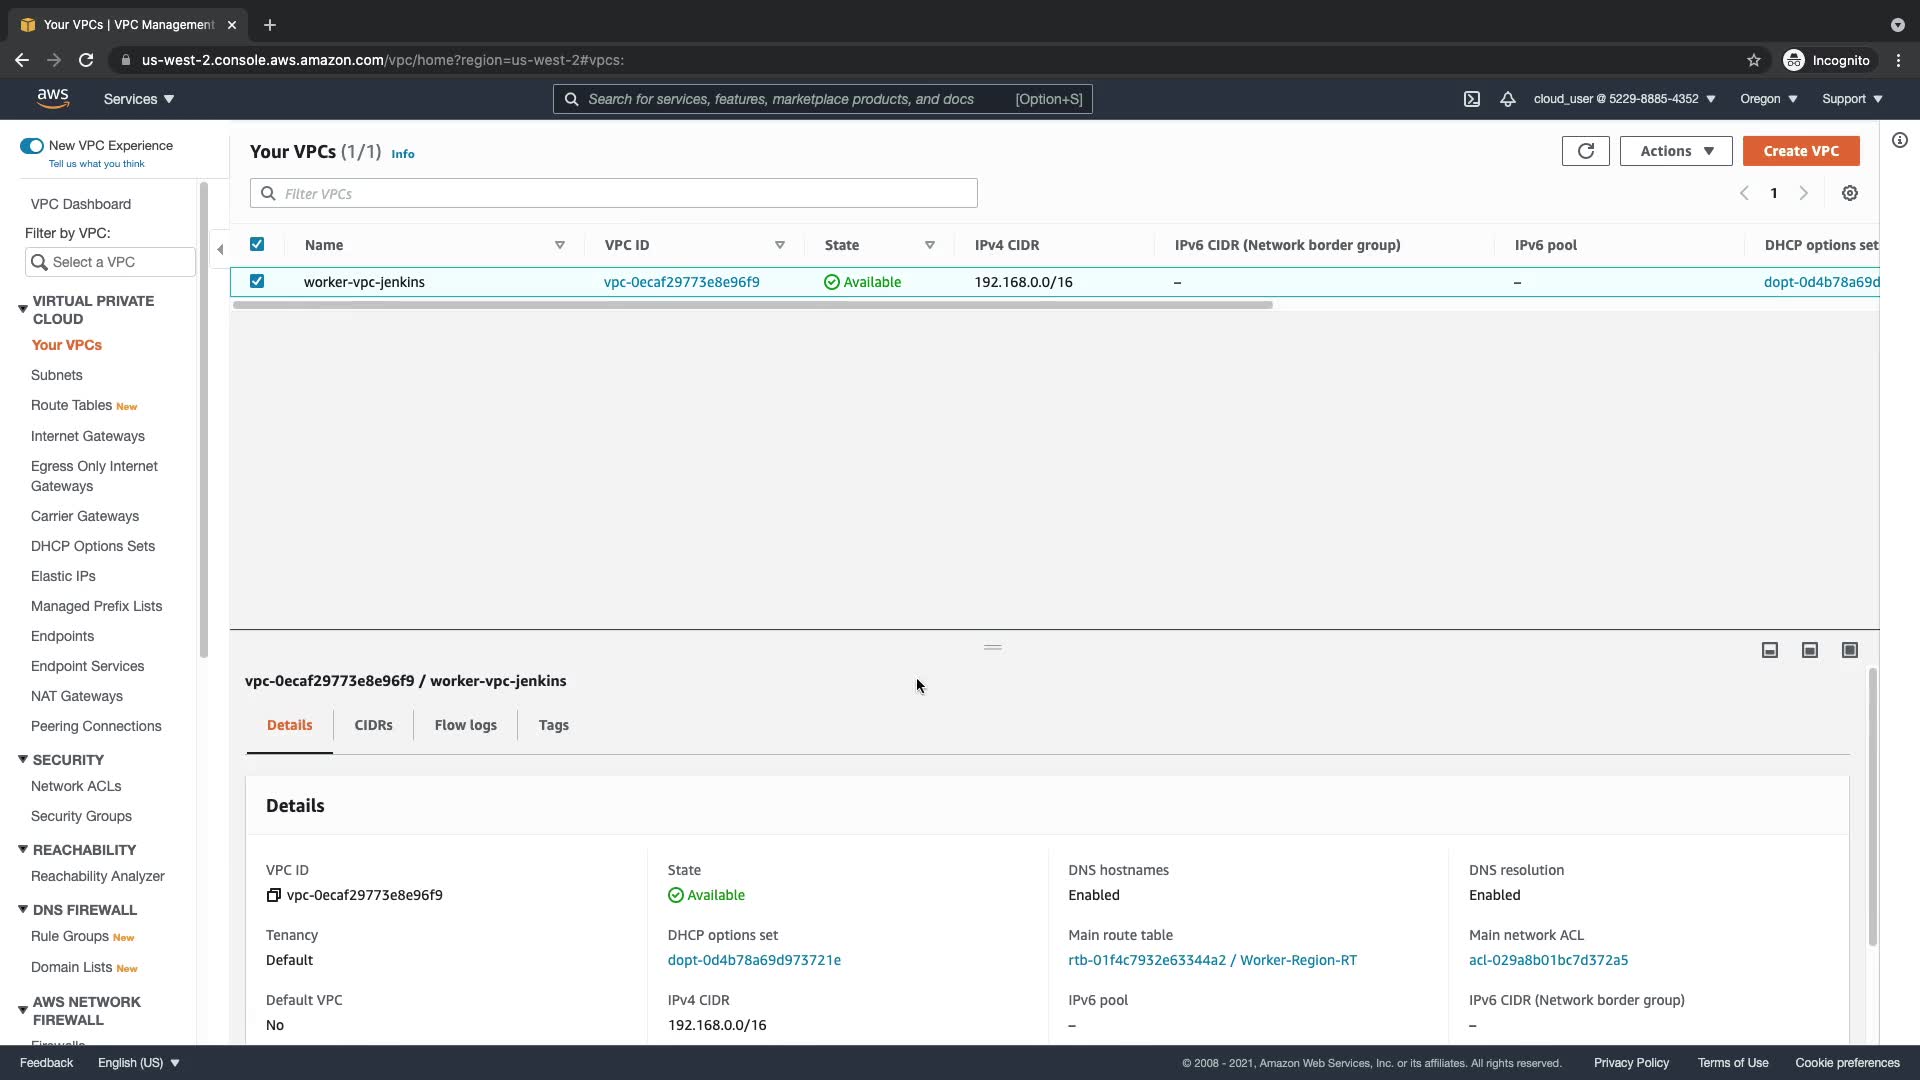 Your VPCs | VPC Management
us-west-2.console.aws.amazon.com/vpc/home?region=us-west-2#vpcs:
Incognito
aws
Services
Search for services, features, marketplace products, and docs [Option+S]
cloud_user @ 5229-8885-4352
Oregon
Support
New VPC Experience
Tell us what you think
VPC Dashboard
Filter by VPC:
Select a VPC
VIRTUAL PRIVATE
CLOUD
Your VPCs
Subnets
Route Tables New
Internet Gateways
Egress Only Internet
Gateways
Carrier Gateways
DHCP Options Sets
Elastic IPs
Managed Prefix Lists
Endpoints
Endpoint Services
NAT Gateways
Peering Connections
SECURITY
Network ACLs
Security Groups
REACHABILITY
Reachability Analyzer
DNS FIREWALL
Rule Groups New
Domain Lists New
AWS NETWORK
FIREWALL
Firewalls
Your VPCs (1/1) Info
Actions
Create VPC
Filter VPCs
1
Name VPC ID State IPv4 CIDR IPv6 CIDR (Network border group) IPv6 pool DHCP options set
worker-vpc-jenkins vpc-0ecaf29773e8e96f9 Available 192.168.0.0/16 – – dopt-0d4b78a69d
vpc-0ecaf29773e8e96f9 / worker-vpc-jenkins
Details CIDRs Flow logs Tags
Details
VPC ID State DNS hostnames DNS resolution
vpc-0ecaf29773e8e96f9 Available Enabled Enabled
Tenancy DHCP options set Main route table Main network ACL
Default dopt-0d4b78a69d973721e rtb-01f4c7932e63344a2 / Worker-Region-RT acl-029a8b01bc7d372a5
Default VPC IPv4 CIDR IPv6 pool IPv6 CIDR (Network border group)
No 192.168.0.0/16 – –
Feedback English (US) © 2008 - 2021, Amazon Web Services, Inc. or its affiliates. All rights reserved. Privacy Policy Terms of Use Cookie preferences